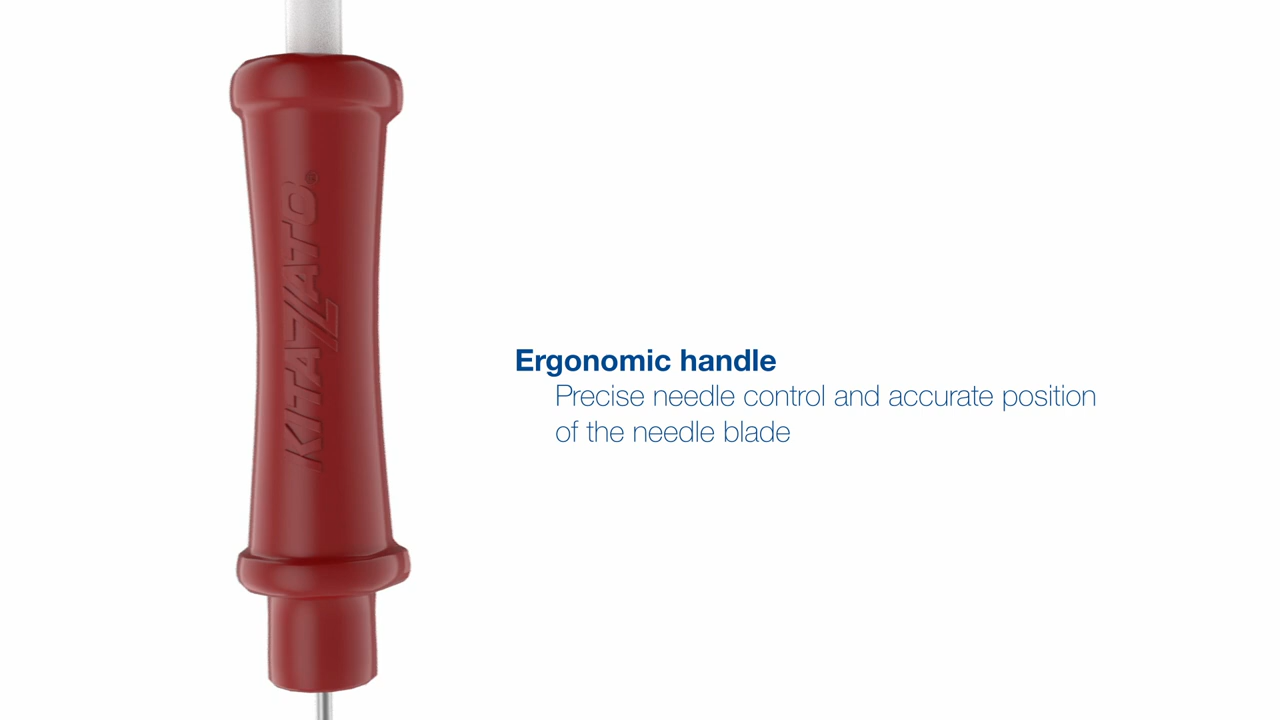 KITAZATO®
Ergonomic handle
Precise needle control and accurate position
of the needle blade